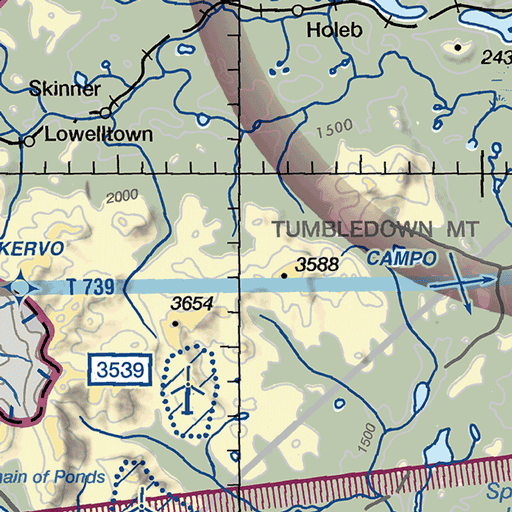 Holeb
243
Skinner
1500
Lowelltown
2000
TUMBLEDOWN MT
KERVO
CAMPO
3588
T 739
3654
3539
1500
ain of Ponds
Sp